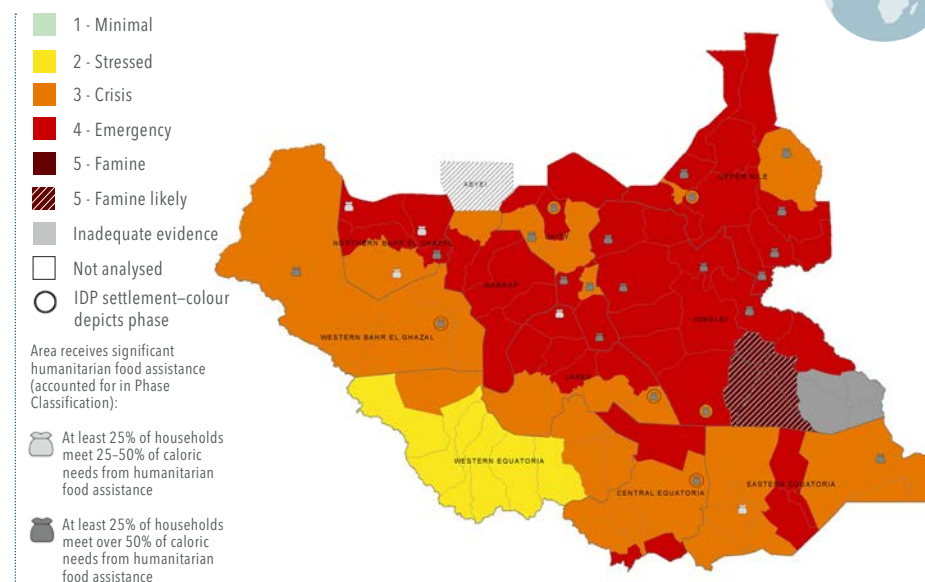 1 - Minimal
2 - Stressed
3 - Crisis
4 - Emergency
5 - Famine
5 - Famine likely
Inadequate evidence
Not analysed
IDP settlement—colour
depicts phase
Area receives significant
humanitarian food assistance
(accounted for in Phase
Classification):
At least 25% of households
meet 25–50% of caloric
needs from humanitarian
food assistance
At least 25% of households
meet over 50% of caloric
needs from humanitarian
food assistance
ABYEI
UPPER NILE
UNITY
NORTHERN BAHR EL GHAZAL
WARRAP
JONGLEI
WESTERN BAHR EL GHAZAL
LAKES
WESTERN EQUATORIA
CENTRAL EQUATORIA
EASTERN EQUATORIA